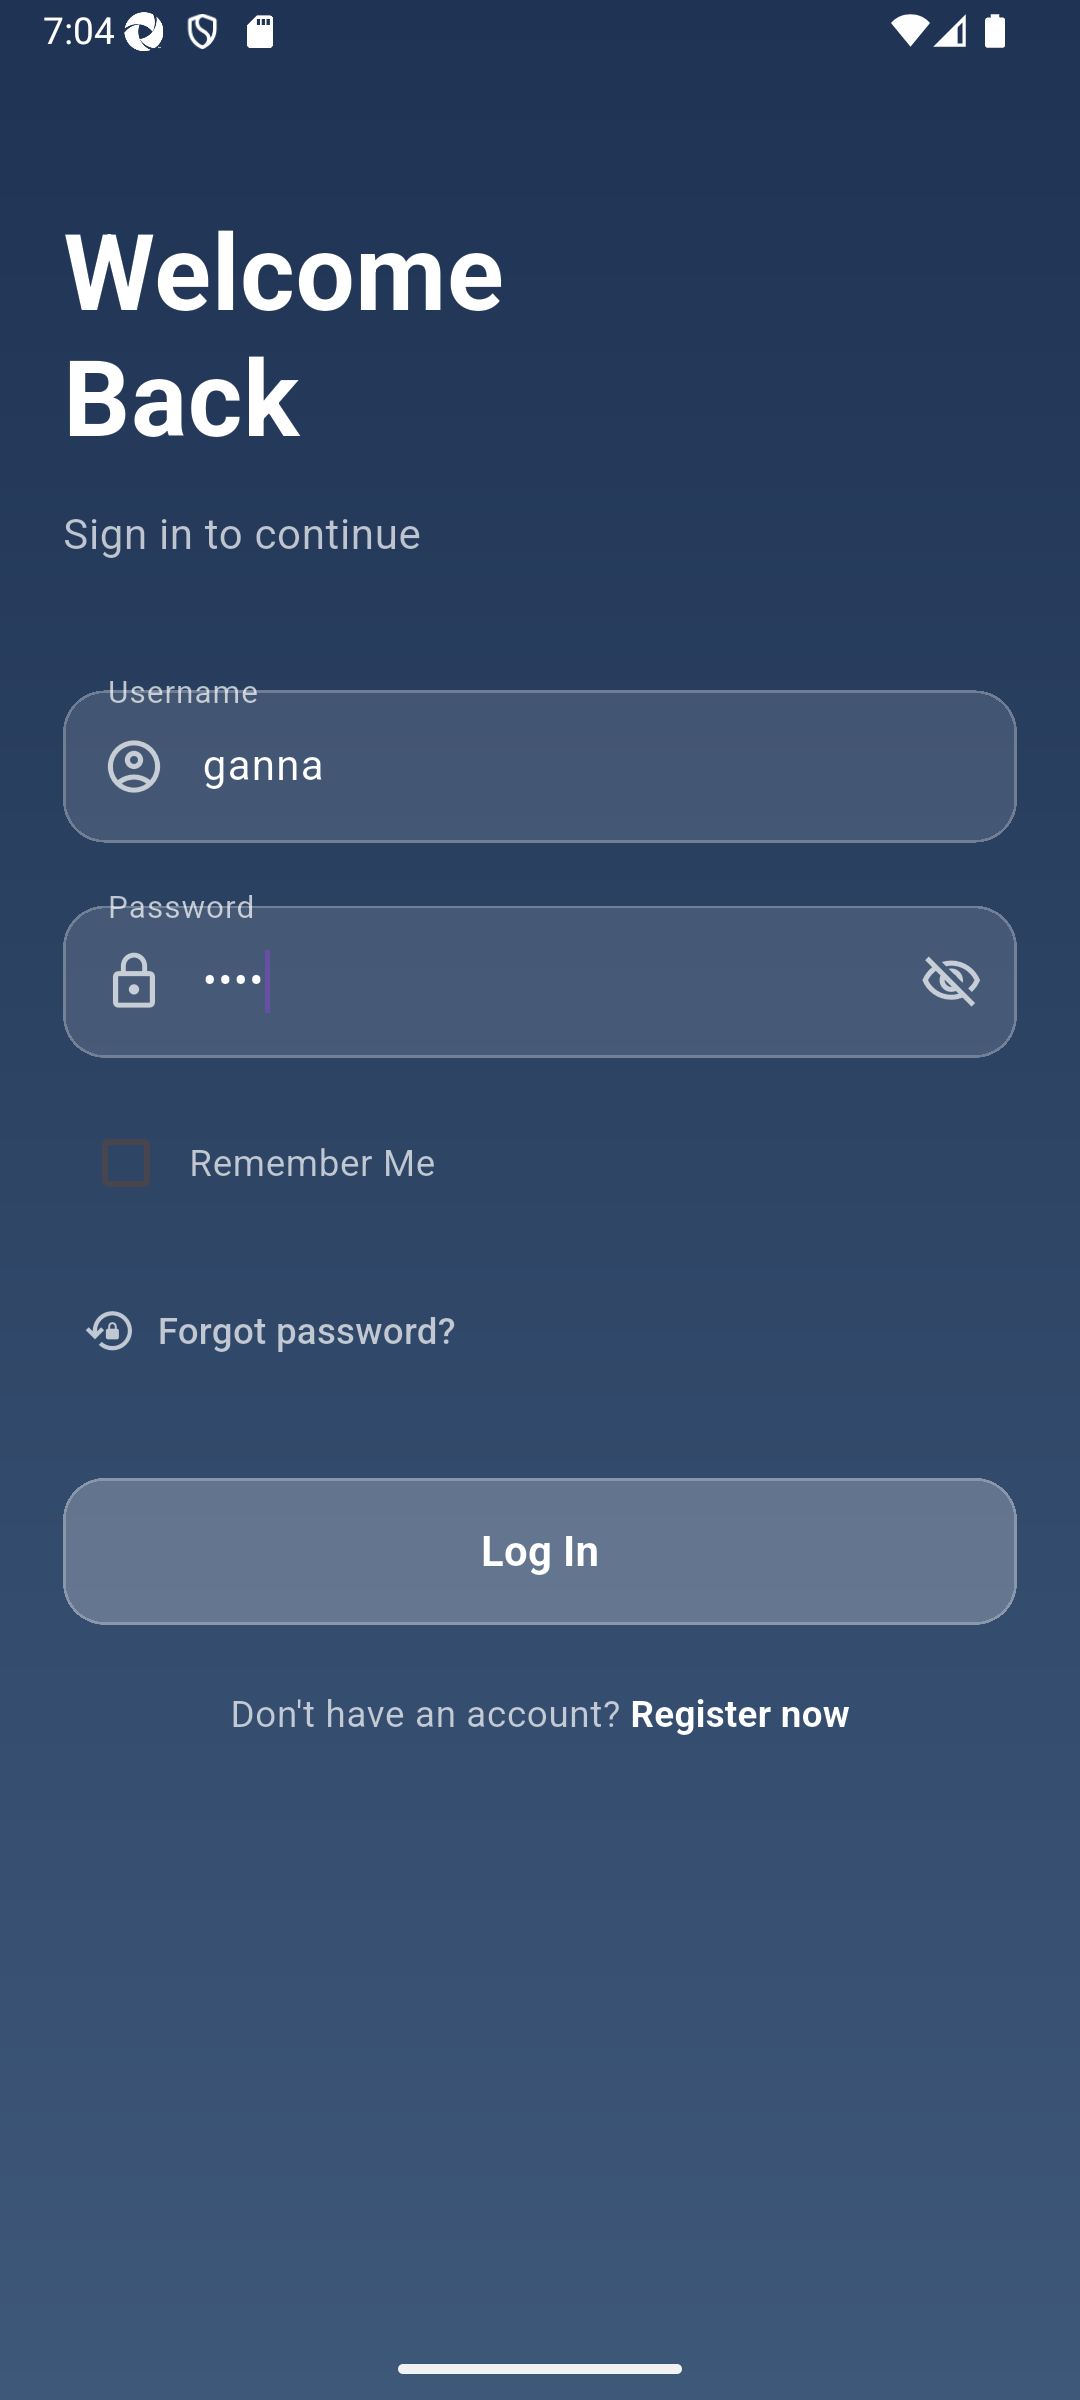 7:04
Welcome
Back
Sign in to continue
Username
ganna
Password
••••
Remember Me
Forgot password?
Log In
Don't have an account? Register now